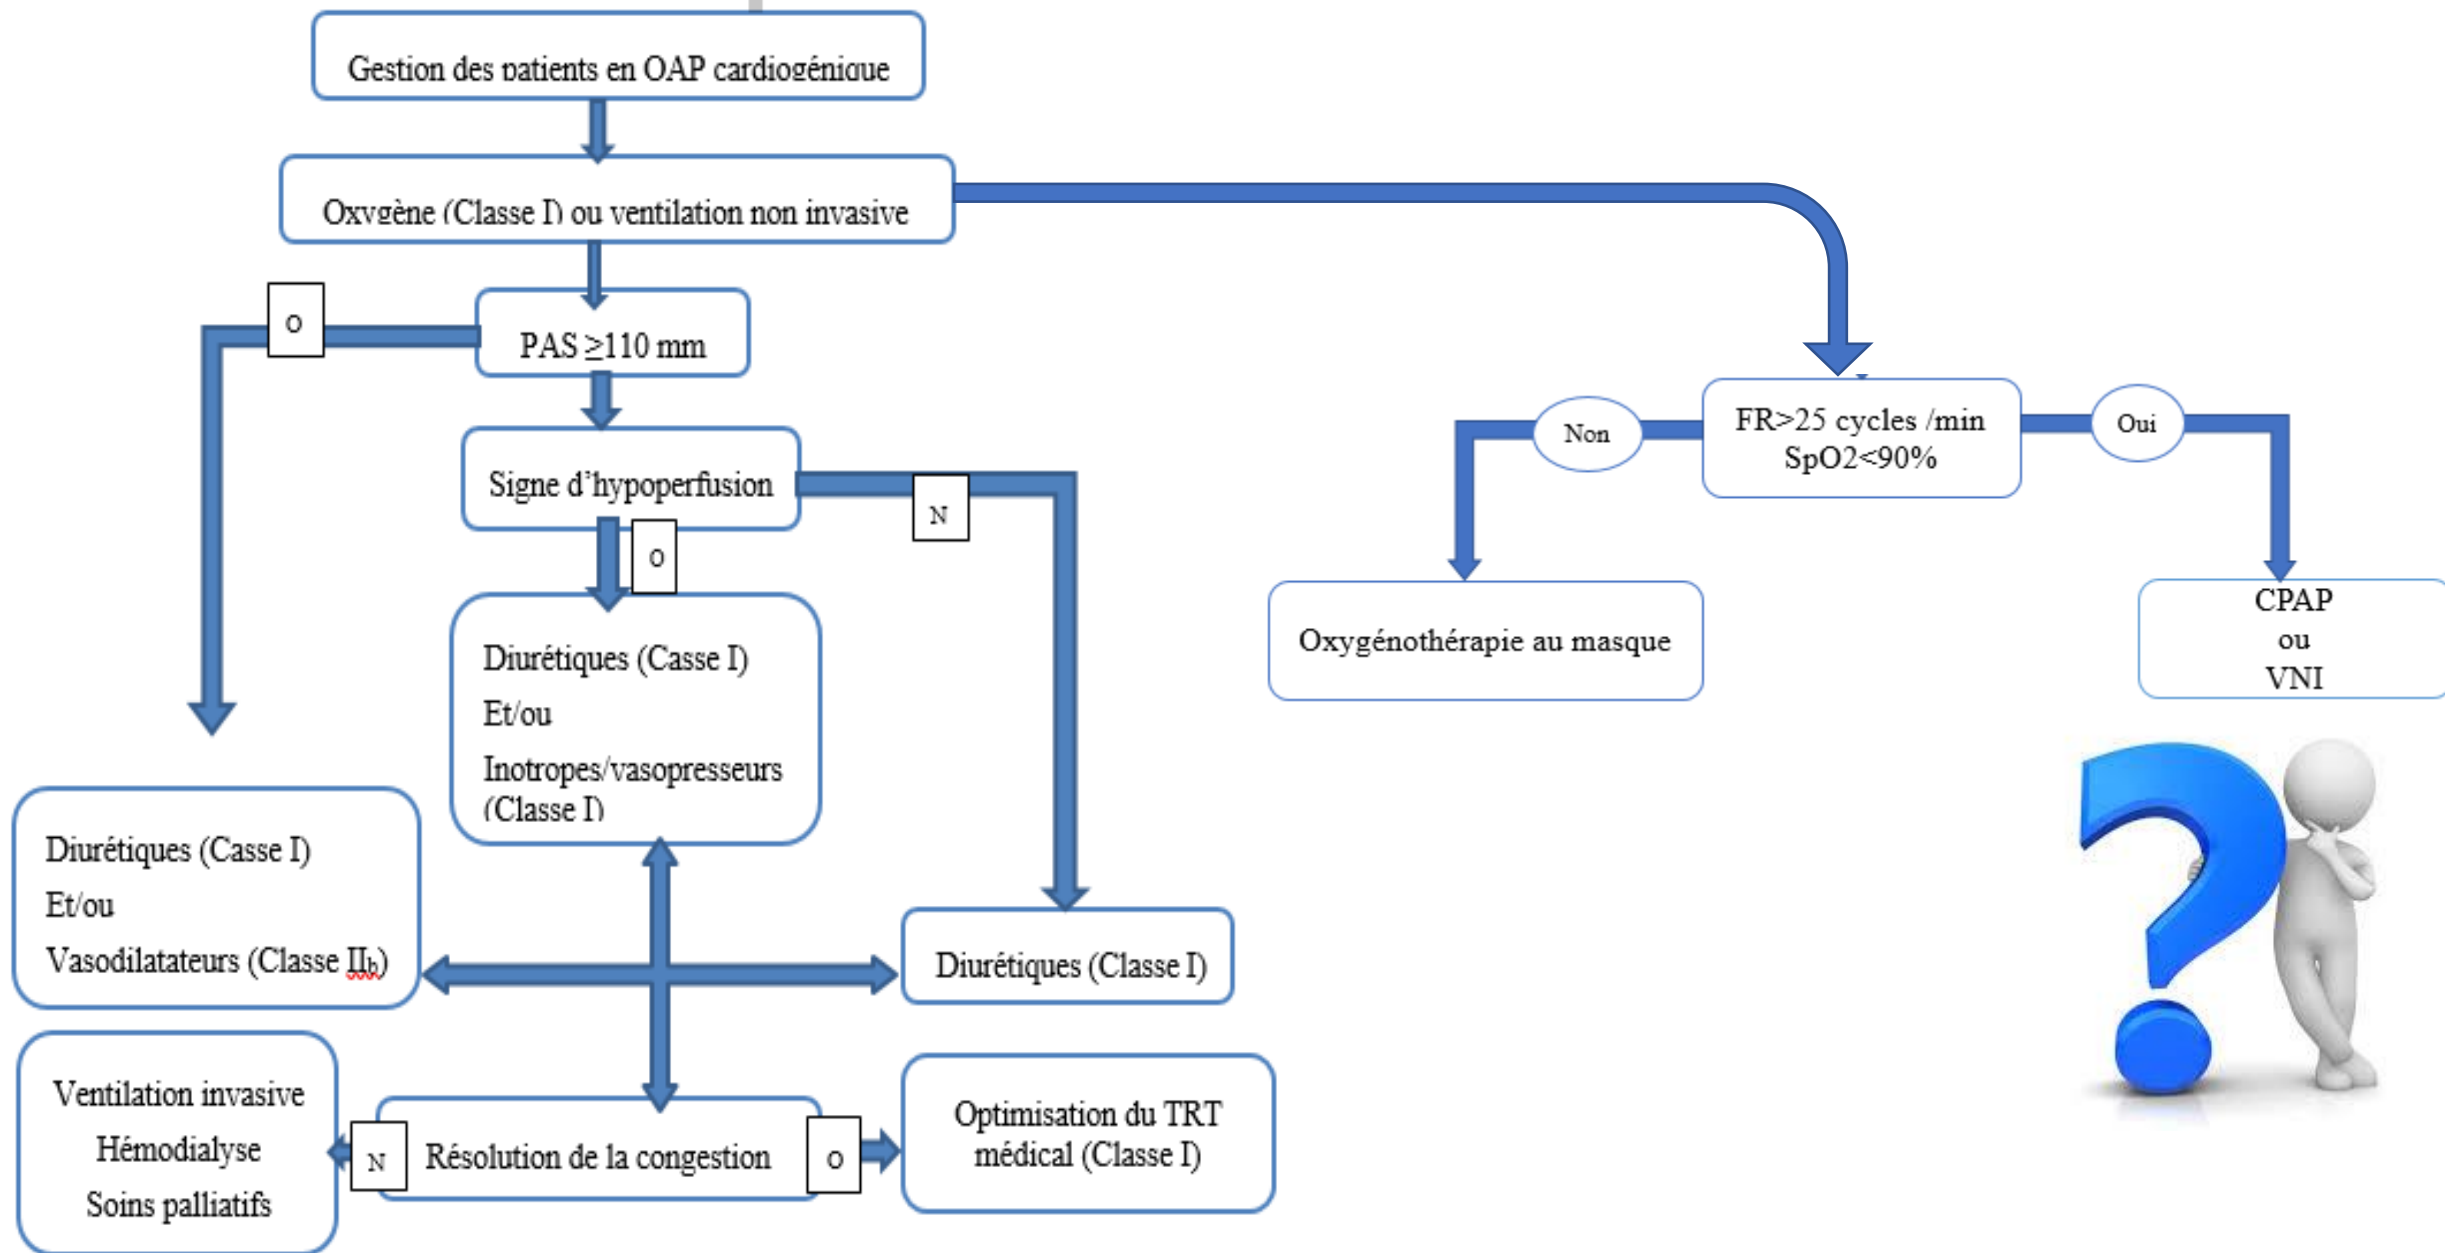 Gestion des patients en OAP cardiogénique
Oxygène (Classe I) ou ventilation non invasive
O
PAS ≥110 mm
FR>25 cycles /min
SpO2<90%
Non
Oui
Signe d'hypoperfusion
N
O
Oxygénothérapie au masque
CPAP
ou
VNI
Diurétiques (Casse I)
Et/ou
Inotropes/vasopresseurs
(Classe I)
Diurétiques (Casse I)
Et/ou
Vasodilatateurs (Classe IIb)
Diurétiques (Classe I)
Ventilation invasive
Hémodialyse
Soins palliatifs
N
Résolution de la congestion
O
Optimisation du TRT
médical (Classe I)